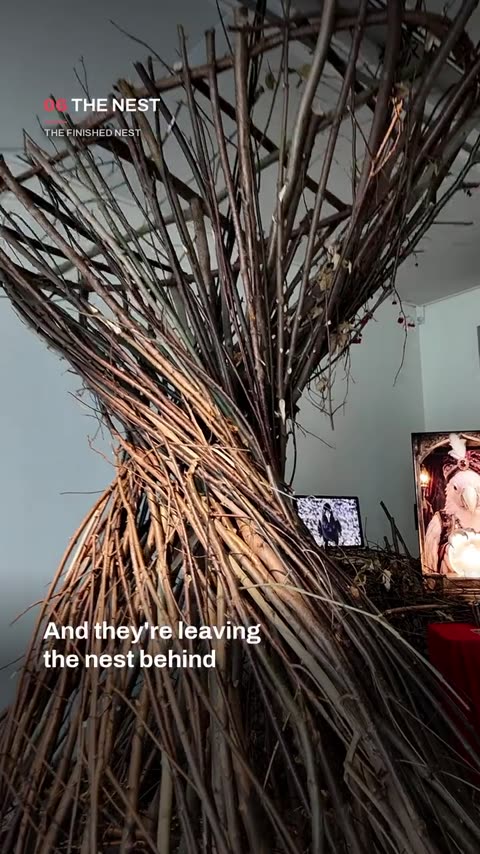 06 THE NEST
THE FINISHED NEST
And they're leaving
the nest behind